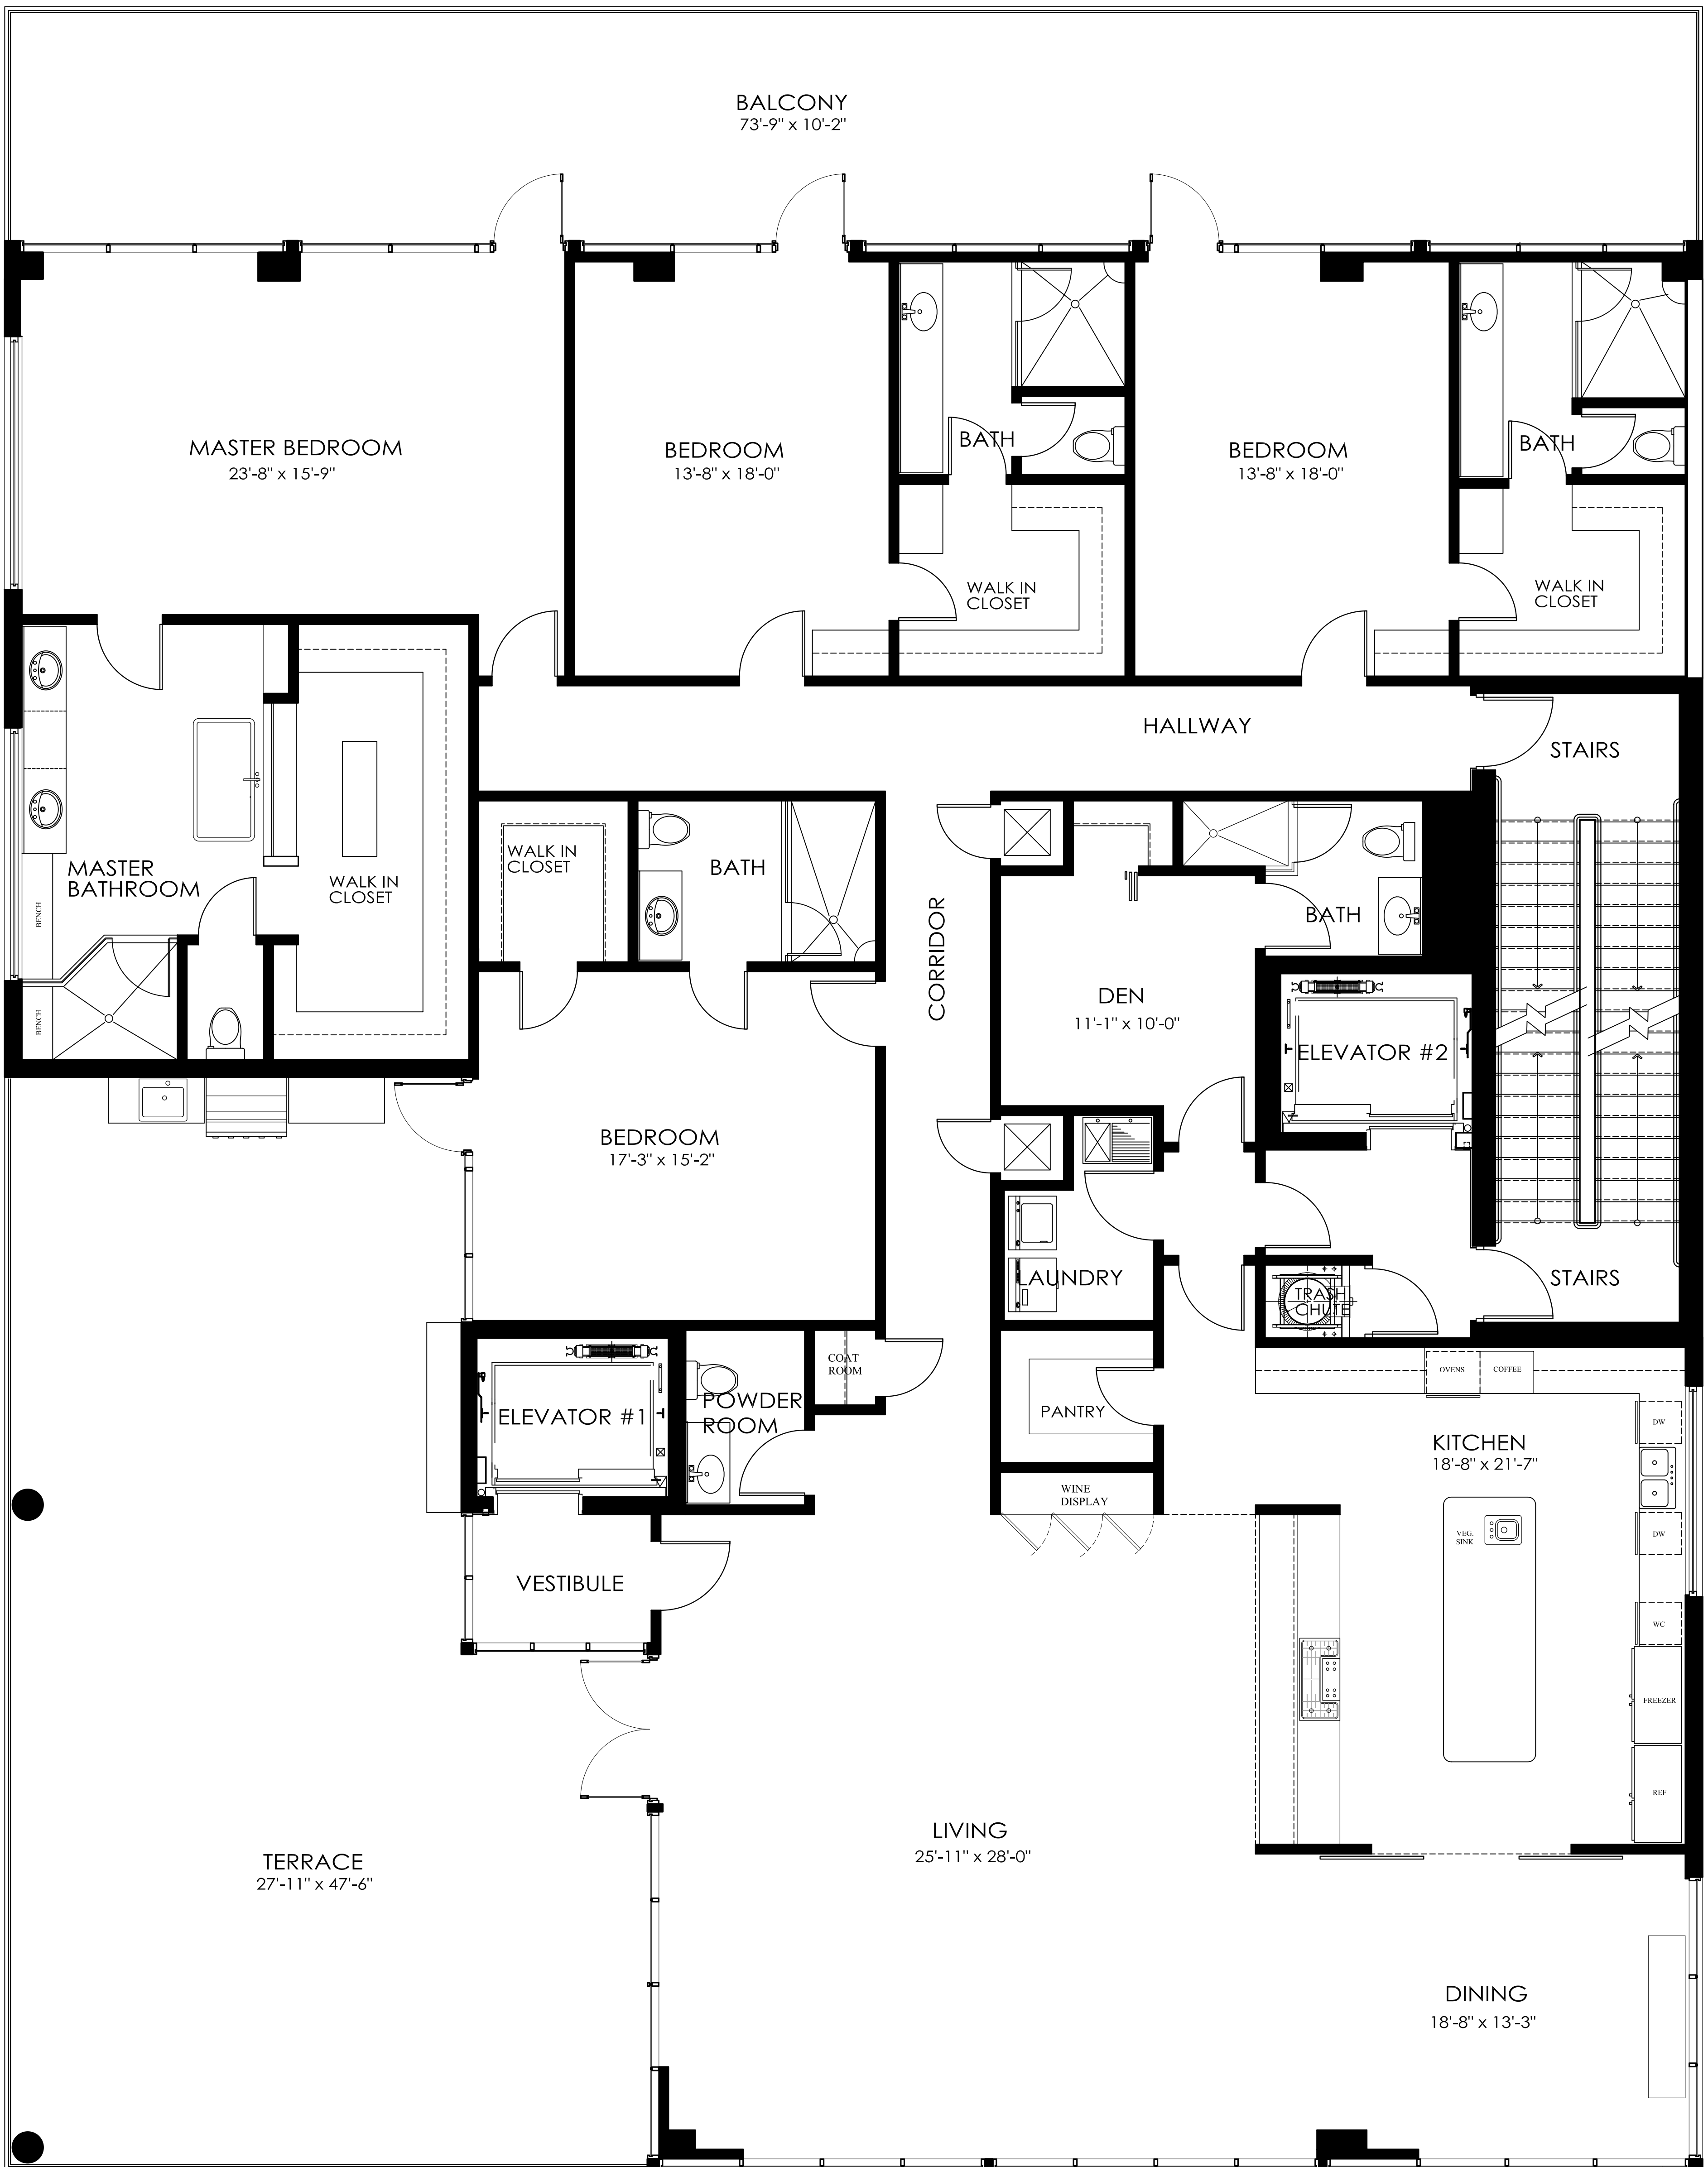 BALCONY
73'-9" x 10'-2"
MASTER BEDROOM
23'-8" x 15'-9"
BEDROOM
13'-8" x 18'-0"
BATH
BEDROOM
13'-8" x 18'-0"
BATH
WALK IN
CLOSET
WALK IN
CLOSET
HALLWAY
STAIRS
MASTER
BATHROOM
WALK IN
CLOSET
WALK IN
CLOSET
BATH
BENCH
BENCH
CORRIDOR
BATH
DEN
11'-1" x 10'-0"
ELEVATOR #2
BEDROOM
17'-3" x 15'-2"
LAUNDRY
TRASH
CHUTE
STAIRS
COAT
ROOM
ELEVATOR #1
POWDER
ROOM
PANTRY
OVENS
COFFEE
DW
KITCHEN
18'-8" x 21'-7"
WINE
DISPLAY
VEG.
SINK
DW
VESTIBULE
WC
FREEZER
REF
LIVING
25'-11" x 28'-0"
TERRACE
27'-11" x 47'-6"
DINING
18'-8" x 13'-3"